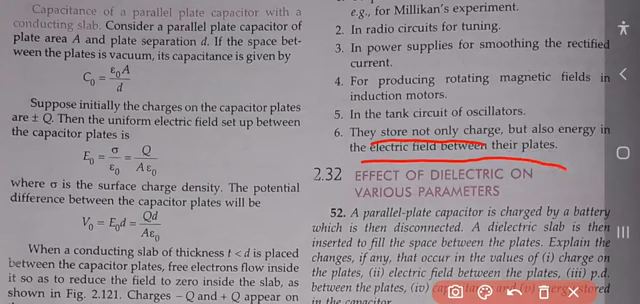 Capacitance of a parallel plate capacitor with a
conducting slab. Consider a parallel plate capacitor of
plate area A and plate separation d. If the space bet-
ween the plates is vacuum, its capacitance is given by
C₀ = ε₀A / d
Suppose initially the charges on the capacitor plates
are ± Q. Then the uniform electric field set up between
the capacitor plates is
E₀ = σ / ε₀ = Q / A ε₀
where σ is the surface charge density. The potential
difference between the capacitor plates will be
V₀ = E₀d = Qd / Aε₀
When a conducting slab of thickness t < d is placed
between the capacitor plates, free electrons flow inside
it so as to reduce the field to zero inside the slab, as
shown in Fig. 2.121. Charges – Q and + Q appear on
e.g., for Millikan's experiment.
2. In radio circuits for tuning.
3. In power supplies for smoothing the rectified
current.
4. For producing rotating magnetic fields in
induction motors.
5. In the tank circuit of oscillators.
6. They store not only charge, but also energy in
the electric field between their plates.
2.32 EFFECT OF DIELECTRIC ON
VARIOUS PARAMETERS
52. A parallel-plate capacitor is charged by a battery
which is then disconnected. A dielectric slab is then
inserted to fill the space between the plates. Explain the
changes, if any, that occur in the values of (i) charge on
the plates, (ii) electric field between the plates, (iii) p.d.
between the plates, (iv) and (v) stored
in the capacitor.